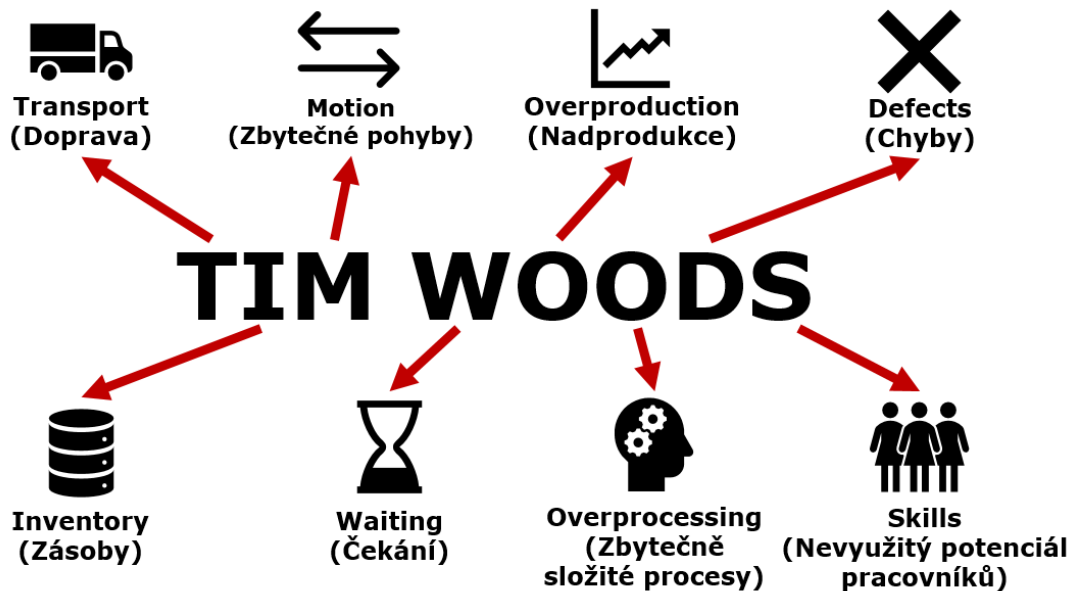 Transport
(Doprava)
Motion
(Zbytečné pohyby)
Overproduction
(Nadprodukce)
Defects
(Chyby)
TIM WOODS
Inventory
(Zásoby)
Waiting
(Čekání)
Overprocessing
(Zbytečně
složité procesy)
Skills
(Nevyužitý potenciál
pracovníků)